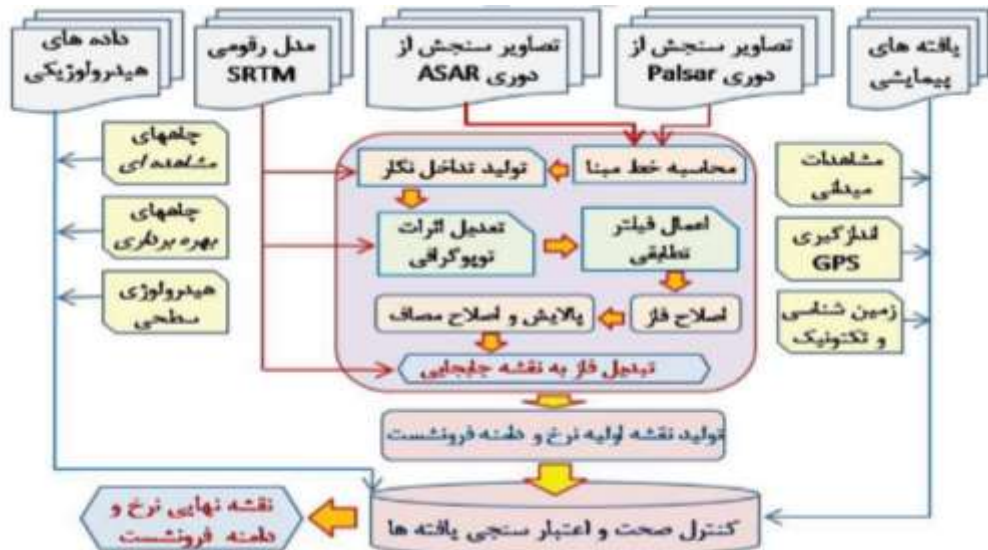 یافته های
پیمایشی
تصاویر سنجش از
دوری Palsar
تصاویر سنجش از
دوری ASAR
مدل رقومی
SRTM
داده های
هیدرولوژیکی
مشاهدات
میدانی
اندازگیری
GPS
زمین شناسی
و تکتونیک
محاسبه خط مبنا
تولید تداخل نگار
تعدیل اثرات
توپوگرافی
اعمال فیلتر
تطابقی
اصلاح فاز
پالایش و اصلاح مضاف
تبدیل فاز به نقشه جابجایی
چاههای
مشاهده ای
چاههای
بهره برداری
هیدرولوژی
سطحی
تولید نقشه اولیه نرخ و دامنه فرونشست
کنترل صحت و اعتبار سنجی یافته ها
نقشه نهایی نرخ و
دامنه فرونشست